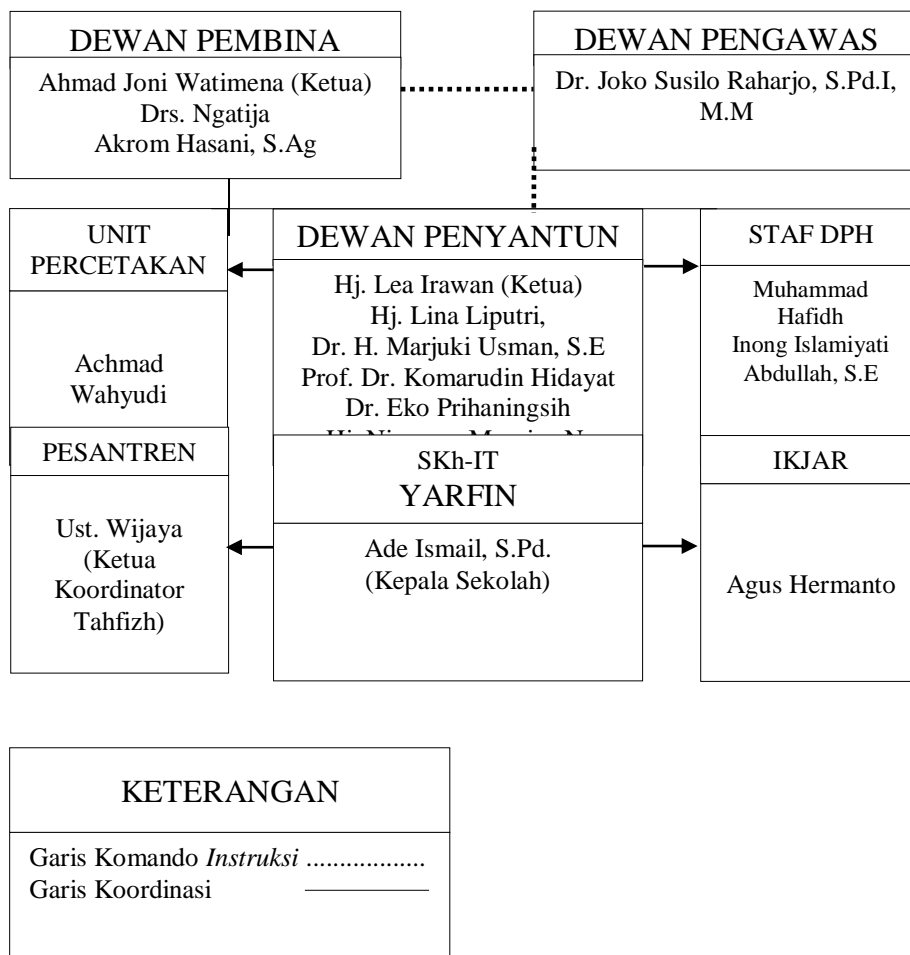 DEWAN PEMBINA
Ahmad Joni Watimena (Ketua)
Drs. Ngatija
Akrom Hasani, S.Ag
DEWAN PENGAWAS
Dr. Joko Susilo Raharjo, S.Pd.I,
M.M
UNIT
PERCETAKAN
Achmad
Wahyudi
DEWAN PENYANTUN
Hj. Lea Irawan (Ketua)
Hj. Lina Liputri,
Dr. H. Marjuki Usman, S.E
Prof. Dr. Komarudin Hidayat
Dr. Eko Prihaningsih
STAF DPH
Muhammad
Hafidh
Inong Islamiyati
Abdullah, S.E
PESANTREN
Ust. Wijaya
(Ketua
Koordinator
Tahfizh)
SKh-IT
YARFIN
Ade Ismail, S.Pd.
(Kepala Sekolah)
IKJAR
Agus Hermanto
KETERANGAN
Garis Komando Instruksi ..................
Garis Koordinasi